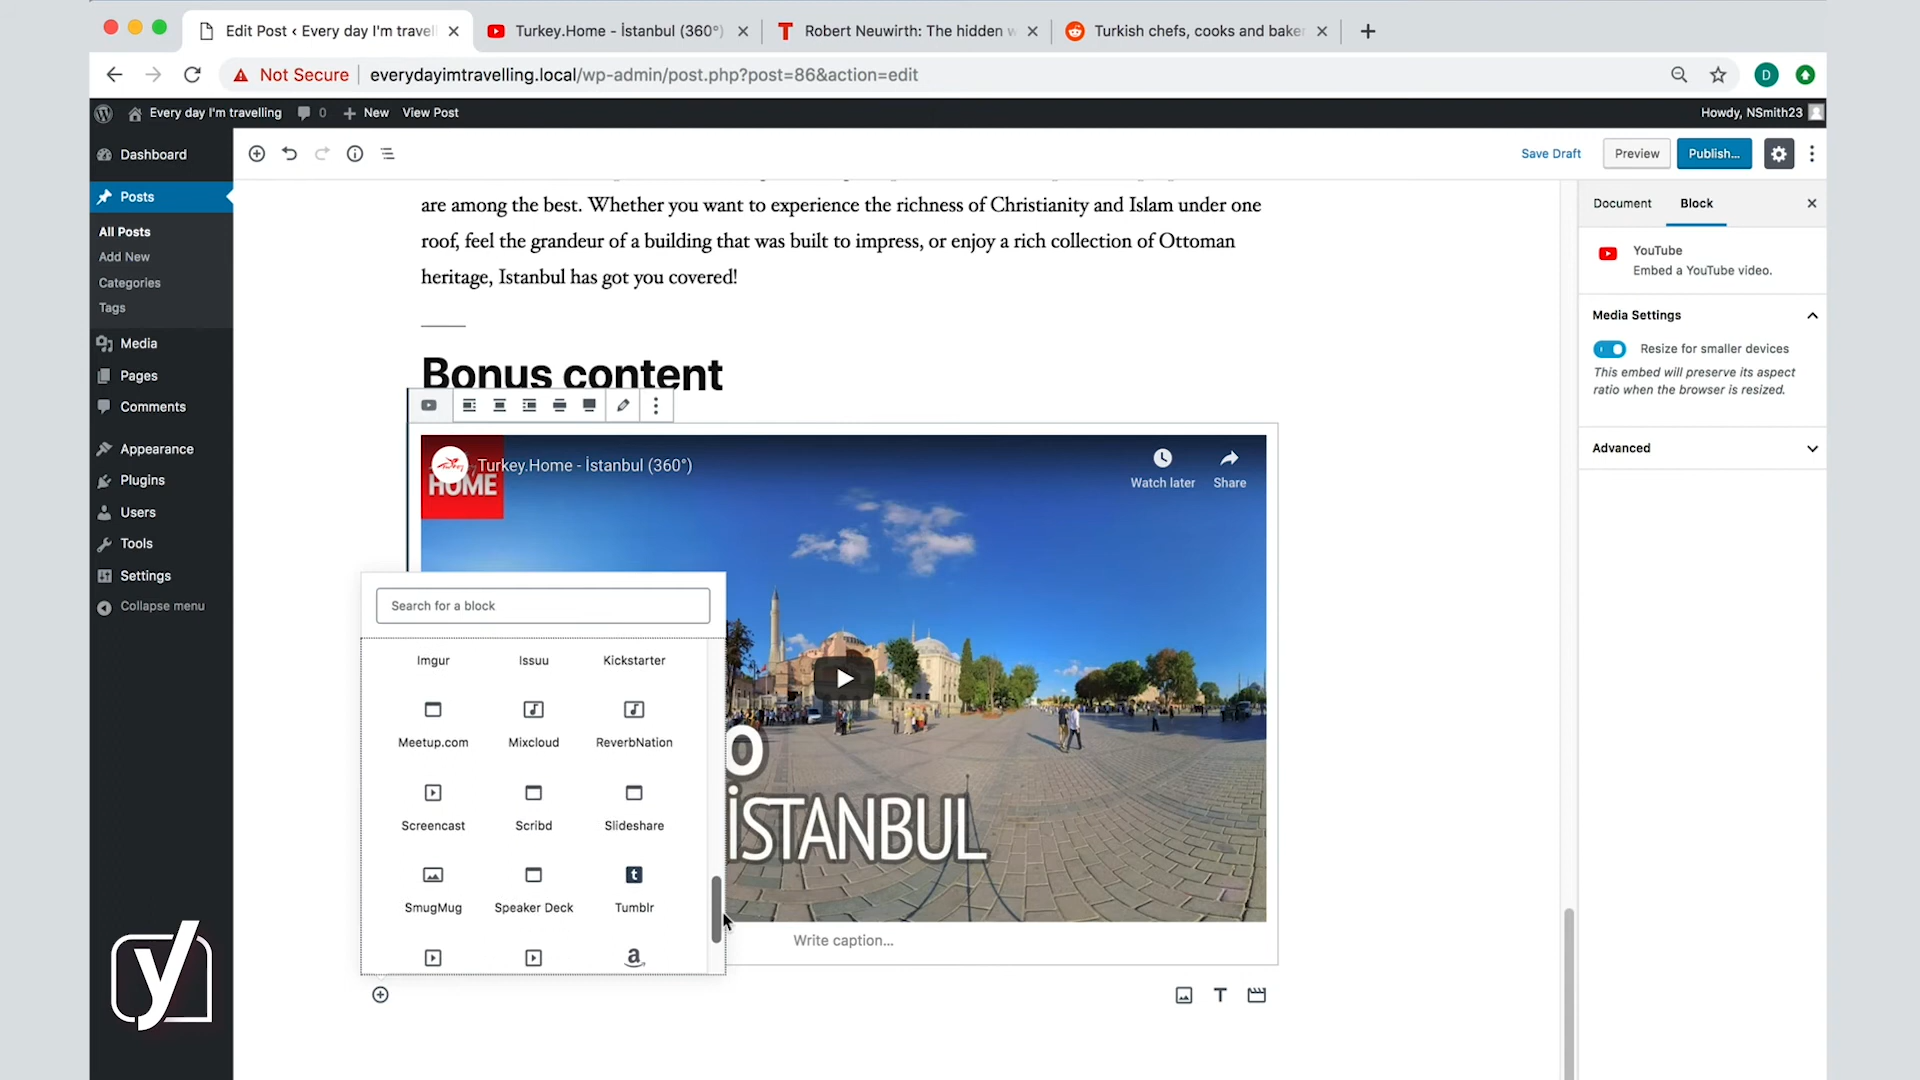 Edit Post ‹ Every day I'm travel
Turkey.Home - İstanbul (360°)
Robert Neuwirth: The hidden w
Turkish chefs, cooks and baker
Not Secure
everydayimtravelling.local/wp-admin/post.php?post=86&action=edit
D
Every day I'm travelling
0
New
View Post
Howdy, NSmith23
Dashboard
Posts
All Posts
Add New
Categories
Tags
Media
Pages
Comments
Appearance
Plugins
Users
Tools
Settings
Collapse menu
Save Draft
Preview
Publish...
are among the best. Whether you want to experience the richness of Christianity and Islam under one
roof, feel the grandeur of a building that was built to impress, or enjoy a rich collection of Ottoman
heritage, Istanbul has got you covered!
Bonus content
HOME
Turkey.Home - İstanbul (360°)
Watch later
Share
O
İSTANBUL
Write caption...
Search for a block
Imgur
Issuu
Kickstarter
Meetup.com
Mixcloud
ReverbNation
Screencast
Scribd
Slideshare
SmugMug
Speaker Deck
Tumblr
Document
Block
YouTube
Embed a YouTube video.
Media Settings
Resize for smaller devices
This embed will preserve its aspect
ratio when the browser is resized.
Advanced
y